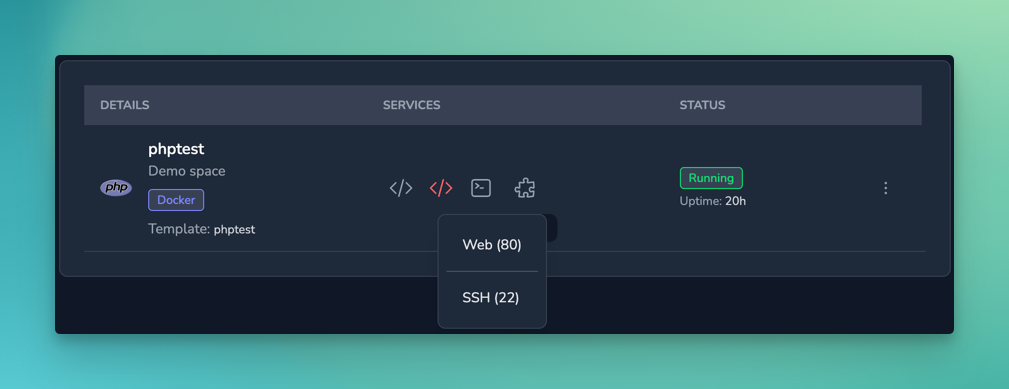 DETAILS SERVICES STATUS
phptest
Demo space
Docker
Template: phptest
php
Running
Uptime: 20h
Web (80)
SSH (22)